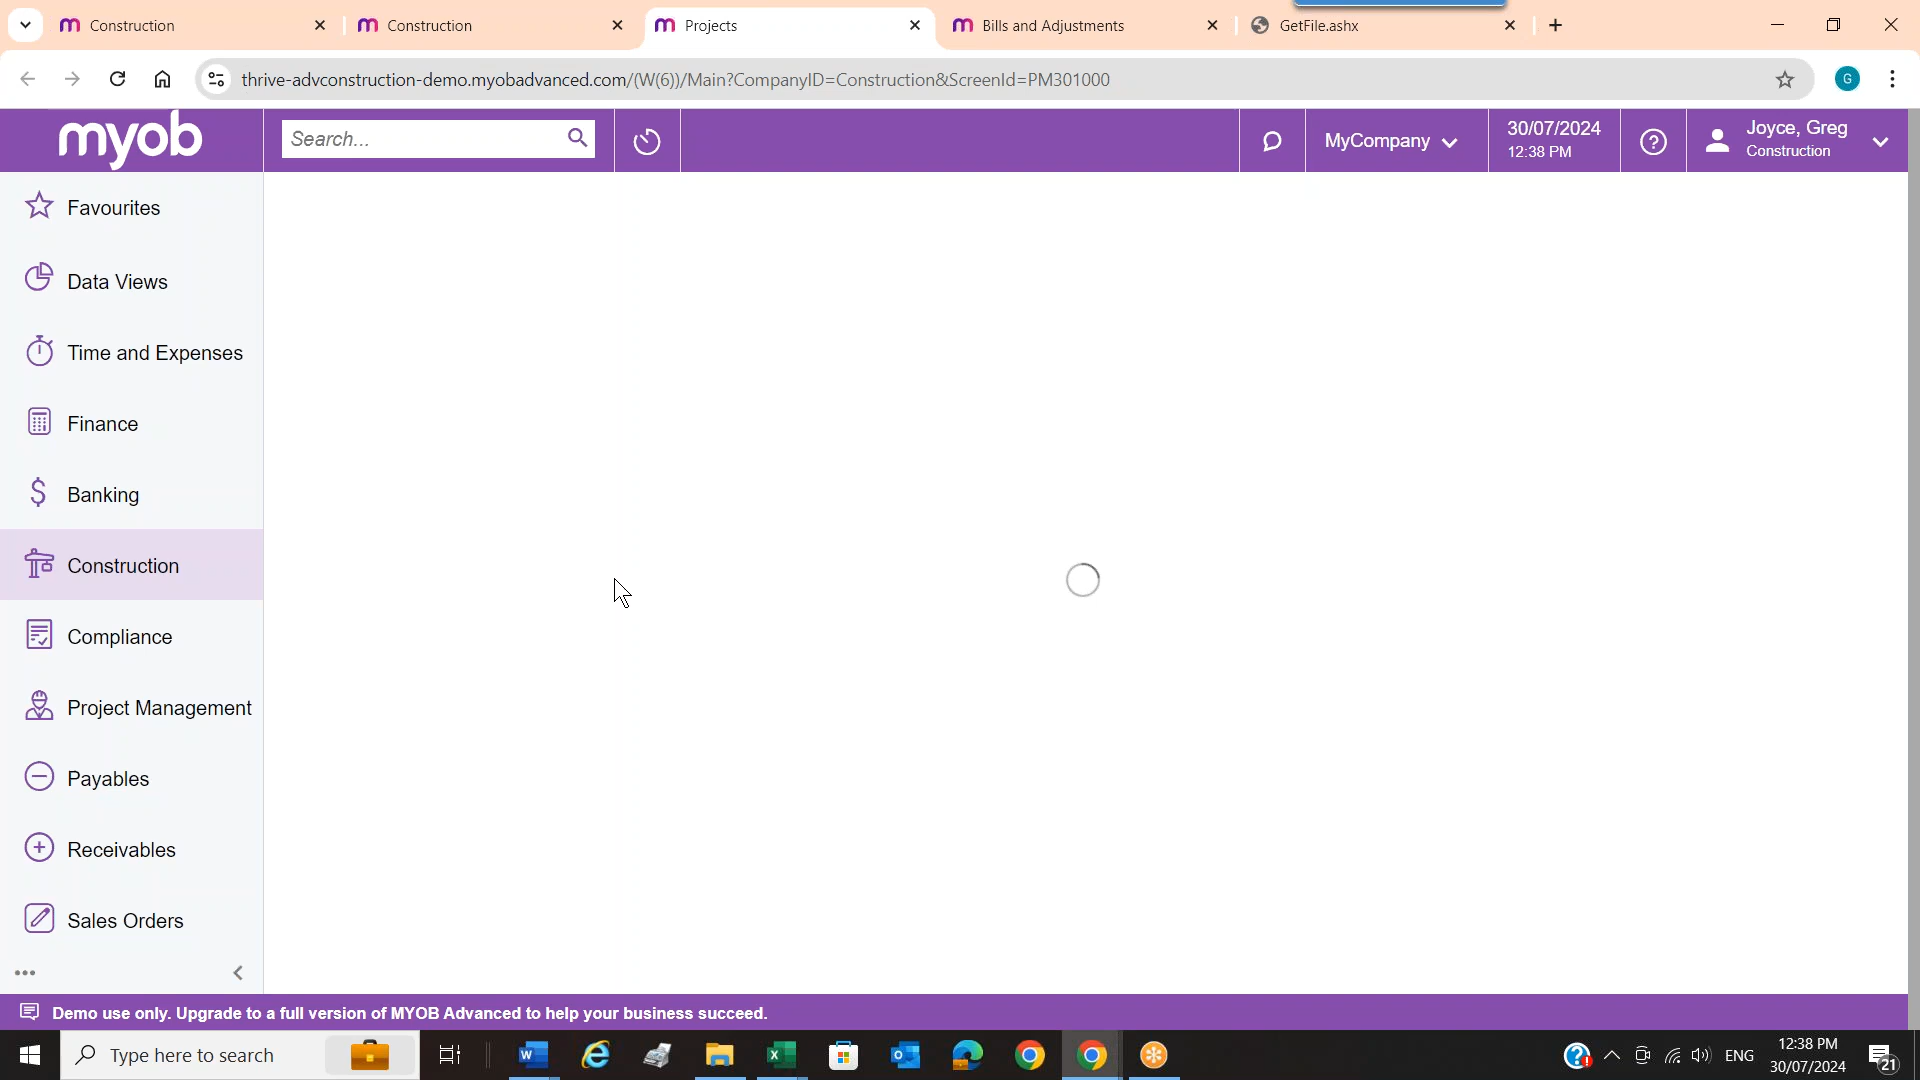 Construction
Construction
Projects
Bills and Adjustments
GetFile.ashx
thrive-advconstruction-demo.myobadvanced.com/(W(6))/Main?CompanyID=Construction&ScreenId=PM301000
G
myob
Search...
MyCompany
30/07/2024
12:38 PM
Joyce, Greg
Construction
Favourites
Data Views
Time and Expenses
Finance
Banking
Construction
Compliance
Project Management
Payables
Receivables
Sales Orders
Demo use only. Upgrade to a full version of MYOB Advanced to help your business succeed.
Type here to search
ENG
12:38 PM
30/07/2024
21